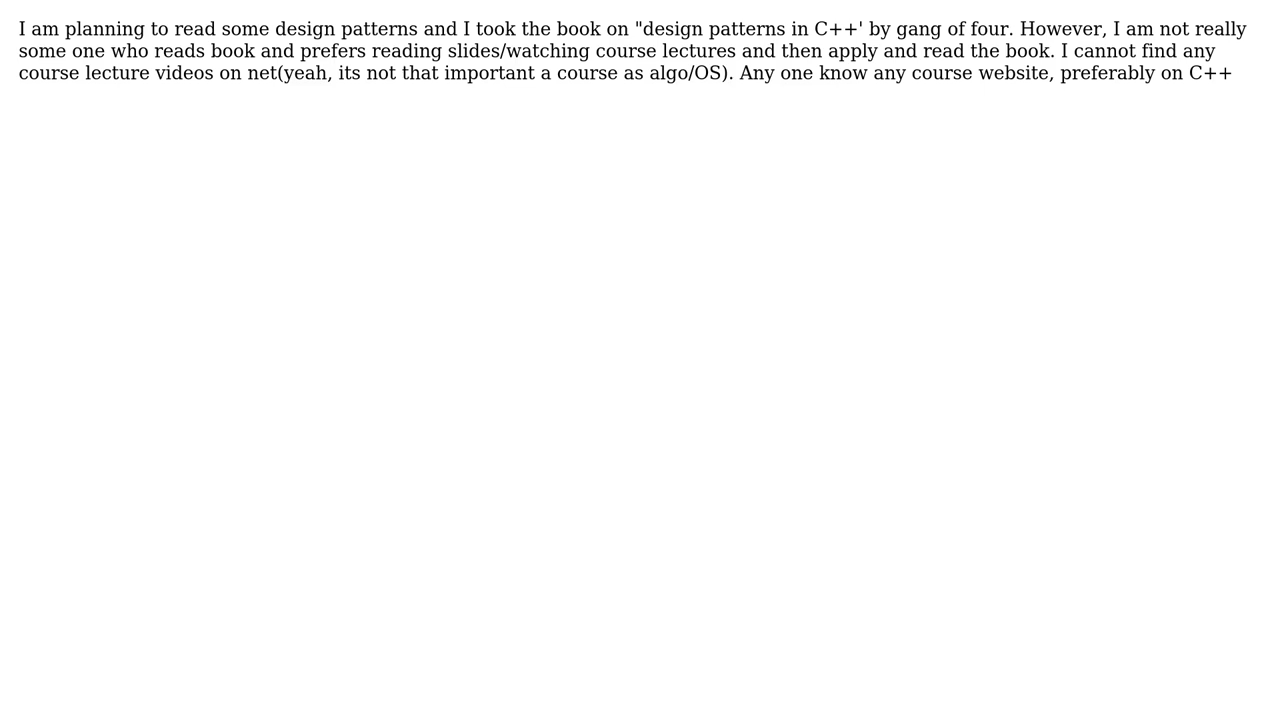 I am planning to read some design patterns and I took the book on "design patterns in C++' by gang of four. However, I am not really
some one who reads book and prefers reading slides/watching course lectures and then apply and read the book. I cannot find any
course lecture videos on net(yeah, its not that important a course as algo/OS). Any one know any course website, preferably on C++